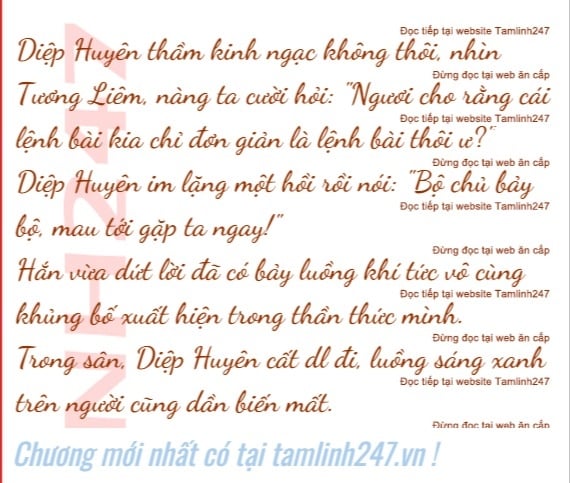 Đọc tiếp tại website Tamlinh247
Diệp Huyên thầm kinh ngạc không thôi, nhìn
Đừng đọc tại web ăn cắp
Tương Liêm, nàng ta cười hỏi: "Ngươi cho rằng cái
Đọc tiếp tại website Tamlinh247
lệnh bài kia chỉ đơn giản là lệnh bài thôi ư?"
Đừng đọc tại web ăn cắp
Diệp Huyên im lặng một hồi rồi nói: "Bộ chủ bảy
Đọc tiếp tại website Tamlinh247
bộ, mau tới gặp ta ngay!"
Đừng đọc tại web ăn cắp
Hắn vừa dứt lời đã có bảy luồng khí tức vô cùng
Đọc tiếp tại website Tamlinh247
khủng bố xuất hiện trong thần thức mình.
Đừng đọc tại web ăn cắp
Trong sân, Diệp Huyên cất dl đi, luồng sáng xanh
Đọc tiếp tại website Tamlinh247
trên người cũng dần biến mất.
Đừng đọc tại web ăn cắp
NH247
Chương mới nhất có tại tamlinh247.vn !